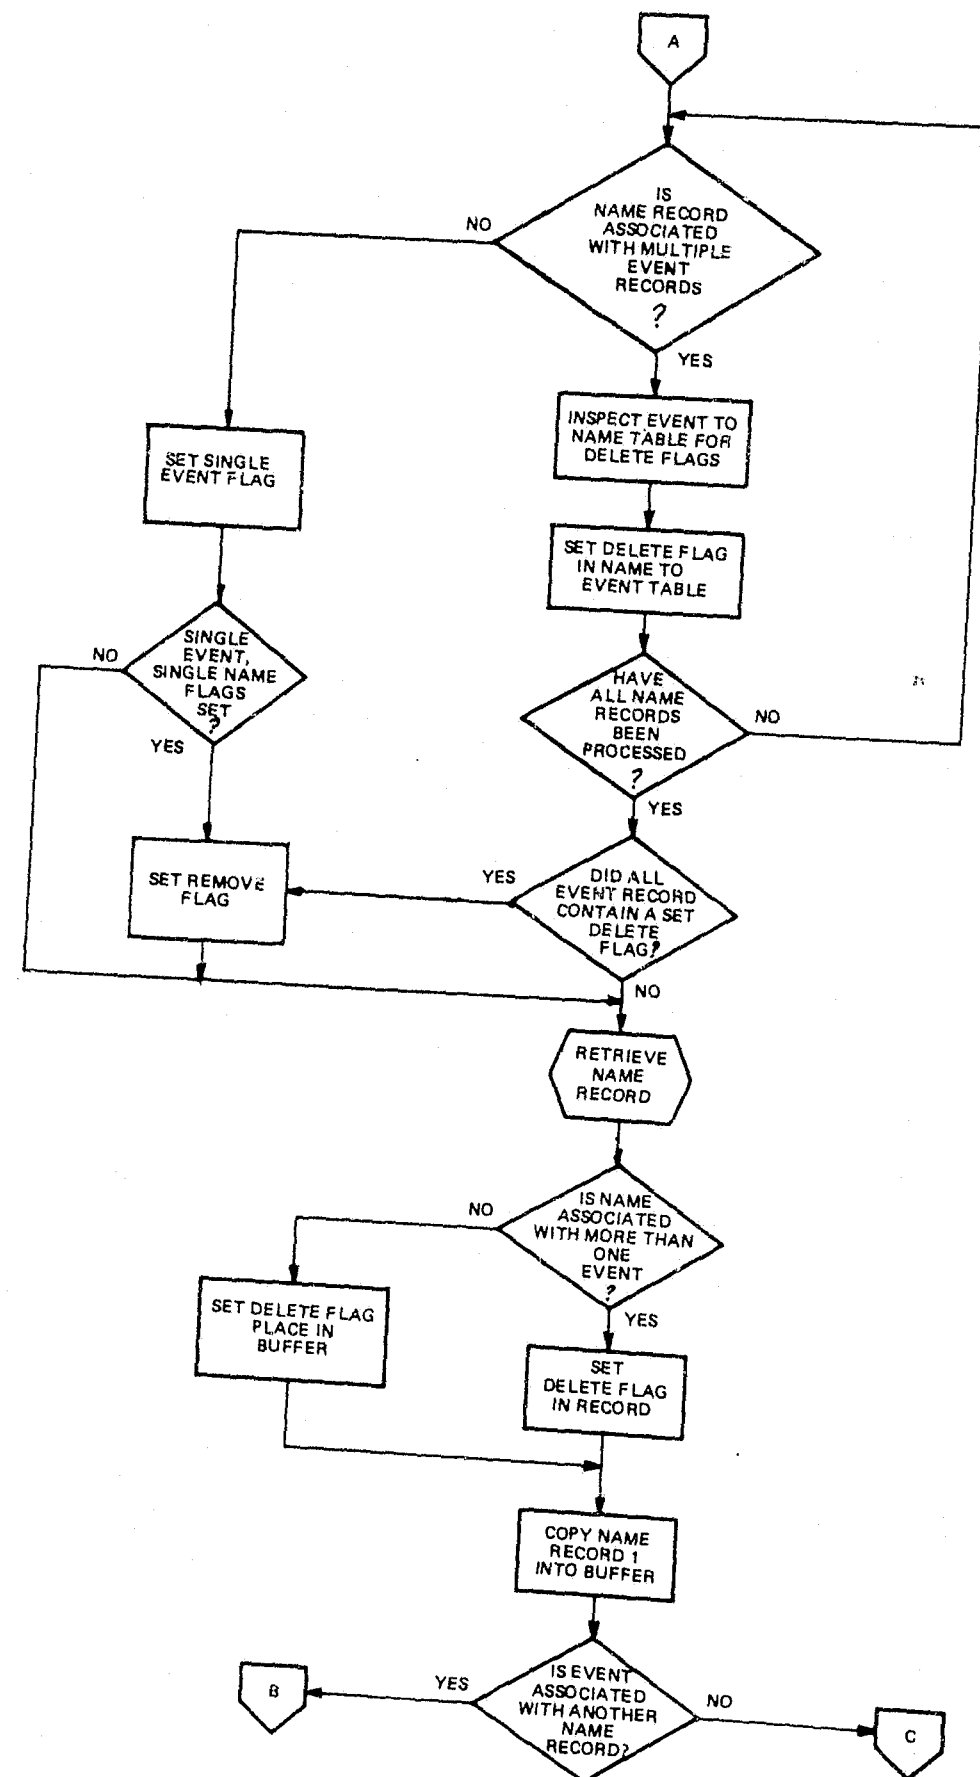 A
IS
NAME RECORD
ASSOCIATED
WITH MULTIPLE
EVENT
RECORDS
?
NO
YES
INSPECT EVENT TO
NAME TABLE FOR
DELETE FLAGS
SET SINGLE
EVENT FLAG
SET DELETE FLAG
IN NAME TO
EVENT TABLE
SINGLE
EVENT,
SINGLE NAME
FLAGS
SET
?
NO
YES
HAVE
ALL NAME
RECORDS
BEEN
PROCESSED
?
NO
YES
SET REMOVE
FLAG
YES
DID ALL
EVENT RECORD
CONTAIN A SET
DELETE
FLAG?
NO
RETRIEVE
NAME
RECORD
NO
IS NAME
ASSOCIATED
WITH MORE THAN
ONE
EVENT
?
YES
SET DELETE FLAG
PLACE IN
BUFFER
SET
DELETE FLAG
IN RECORD
COPY NAME
RECORD 1
INTO BUFFER
B
YES
IS EVENT
ASSOCIATED
WITH ANOTHER
NAME
RECORD?
NO
C